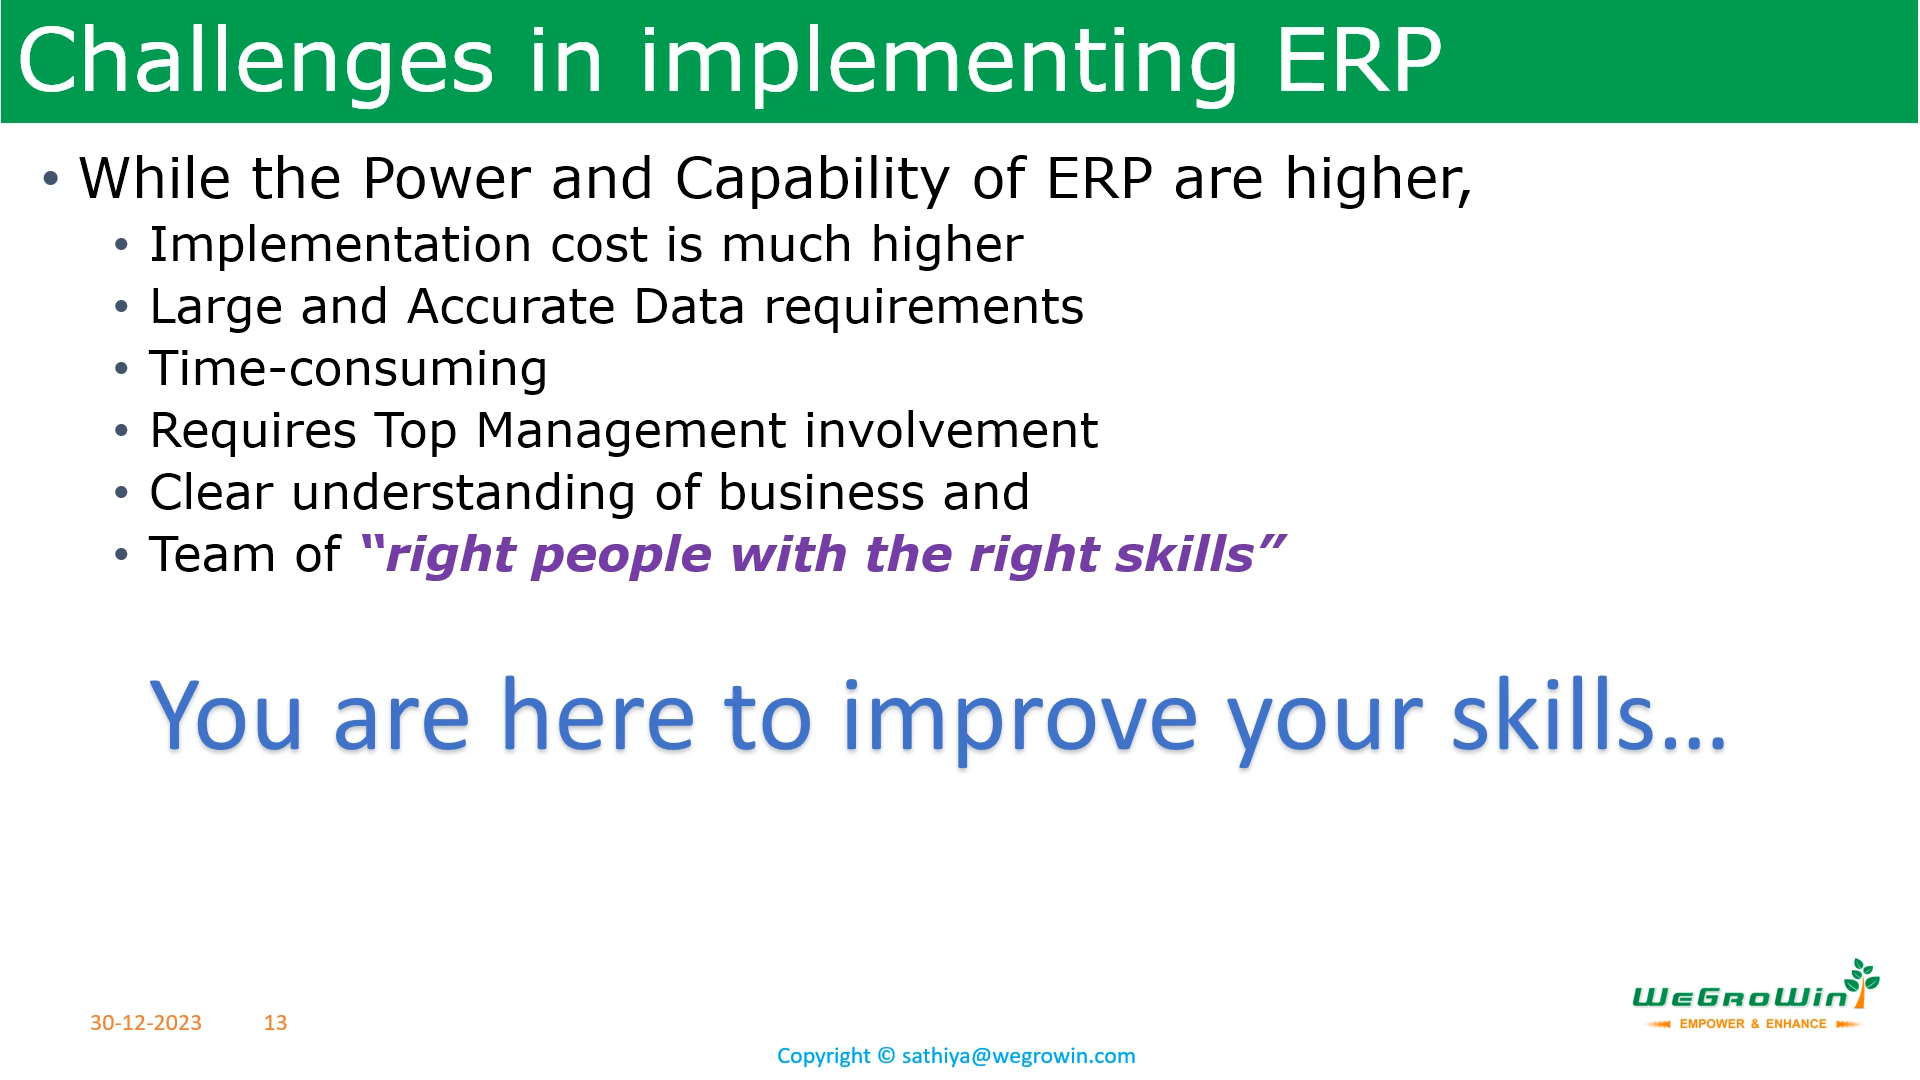 Challenges in implementing ERP
• While the Power and Capability of ERP are higher,
• Implementation cost is much higher
• Large and Accurate Data requirements
• Time-consuming
• Requires Top Management involvement
• Clear understanding of business and
• Team of “right people with the right skills”
You are here to improve your skills...
WeGroWin
EMPOWER & ENHANCE
30-12-2023 13
Copyright © sathiya@wegrowin.com